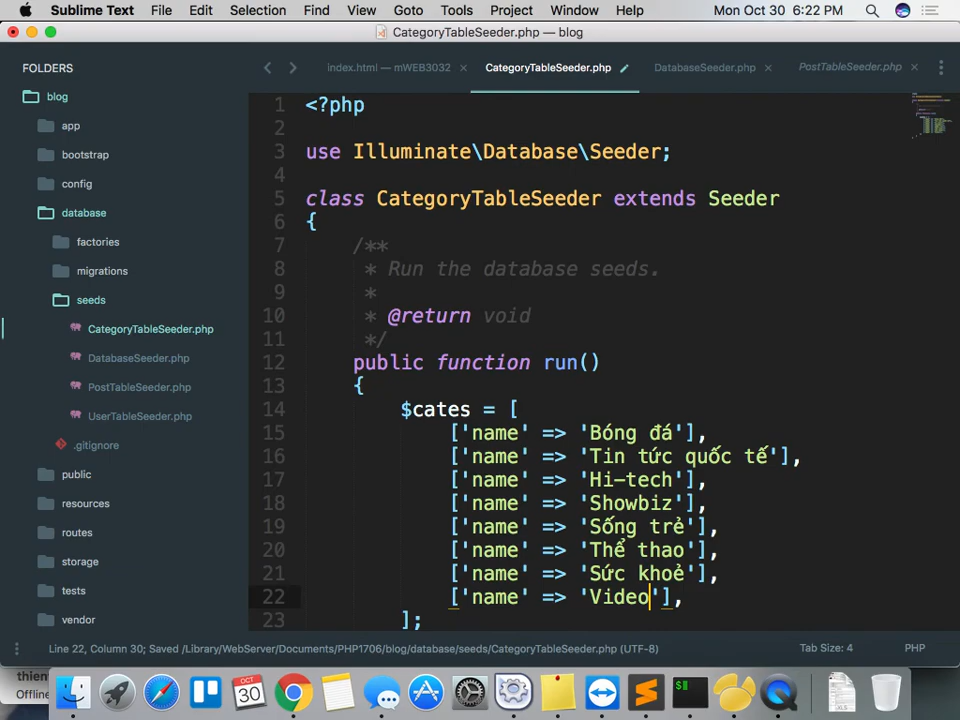 Sublime Text File Edit Selection Find View Goto Tools Project Window Help Mon Oct 30 6:22 PM
CategoryTableSeeder.php — blog
FOLDERS
blog
app
bootstrap
config
database
factories
migrations
seeds
CategoryTableSeeder.php
DatabaseSeeder.php
PostTableSeeder.php
UserTableSeeder.php
.gitignore
public
resources
routes
storage
tests
vendor
index.html — mWEB3032 CategoryTableSeeder.php DatabaseSeeder.php PostTableSeeder.php
1 <?php
2
3 use Illuminate\Database\Seeder;
4
5 class CategoryTableSeeder extends Seeder
6 {
7 /**
8 * Run the database seeds.
9 *
10 * @return void
11 */
12 public function run()
13 {
14 $cates = [
15 ['name' => 'Bóng đá'],
16 ['name' => 'Tin tức quốc tế'],
17 ['name' => 'Hi-tech'],
18 ['name' => 'Showbiz'],
19 ['name' => 'Sống trẻ'],
20 ['name' => 'Thể thao'],
21 ['name' => 'Sức khoẻ'],
22 ['name' => 'Video'],
23 ];
Line 22, Column 30; Saved /Library/WebServer/Documents/PHP1706/blog/database/seeds/CategoryTableSeeder.php (UTF-8) Tab Size: 4 PHP
thient
Offline
OCT
30
$